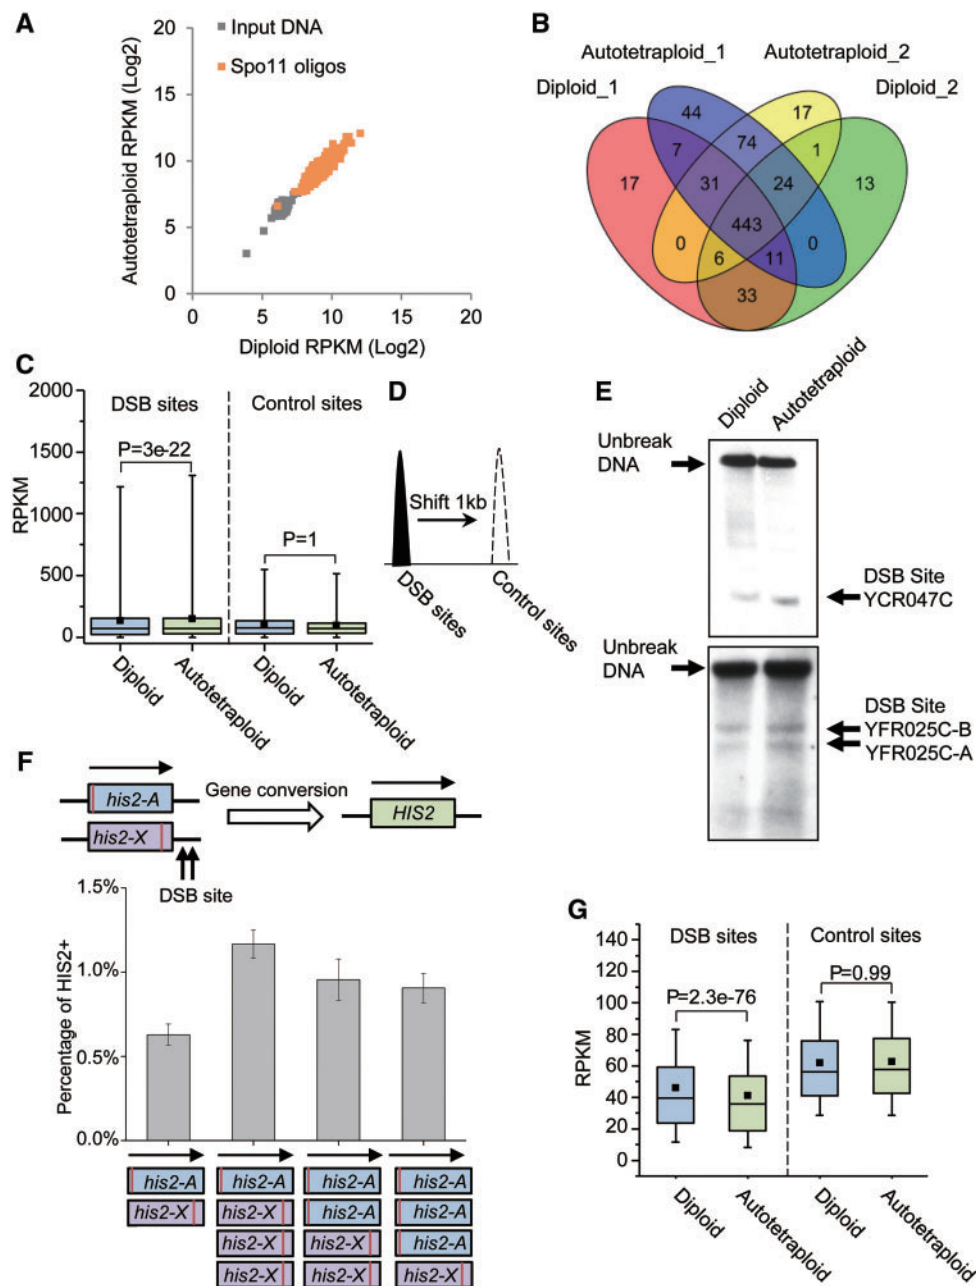 A
20
15
10
5
0
Autotetraploid RPKM (Log2)
Input DNA
Spo11 oligos
0
5
10
15
20
Diploid RPKM (Log2)
B
Autotetraploid_1
Autotetraploid_2
Diploid_1
Diploid_2
44
17
7
74
1
17
31
24
13
443
0
0
6
11
33
C
2000
1500
1000
500
0
RPKM
DSB sites
Control sites
P=3e-22
P=1
Diploid
Autotetraploid
Diploid
Autotetraploid
D
Shift 1kb
DSB sites
Control sites
E
Diploid
Autotetraploid
Unbreak
DNA
DSB Site
YCR047C
Unbreak
DNA
DSB Site
YFR025C-B
YFR025C-A
F
his2-A
his2-X
Gene conversion
HIS2
DSB site
1.5%
1.0%
0.5%
0.0%
Percentage of HIS2+
his2-A
his2-X
his2-A
his2-X
his2-X
his2-X
his2-A
his2-A
his2-X
his2-X
his2-A
his2-A
his2-A
his2-X
G
140
120
100
80
60
40
20
0
RPKM
DSB sites
Control sites
P=2.3e-76
P=0.99
Diploid
Autotetraploid
Diploid
Autotetraploid